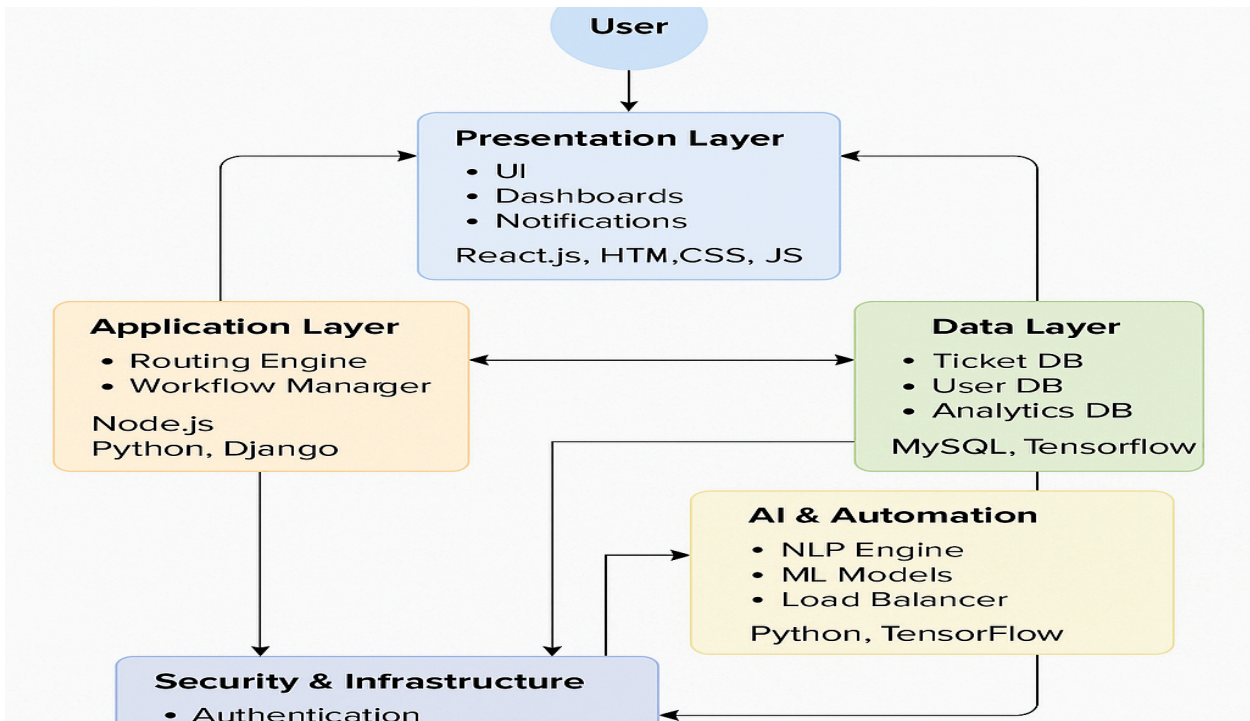 User
Presentation Layer
• UI
• Dashboards
• Notifications
React.js, HTM,CSS, JS
Application Layer
• Routing Engine
• Workflow Manarger
Node.js
Python, Django
Data Layer
• Ticket DB
• User DB
• Analytics DB
MySQL, Tensorflow
AI & Automation
• NLP Engine
• ML Models
• Load Balancer
Python, TensorFlow
Security & Infrastructure
• Authentication